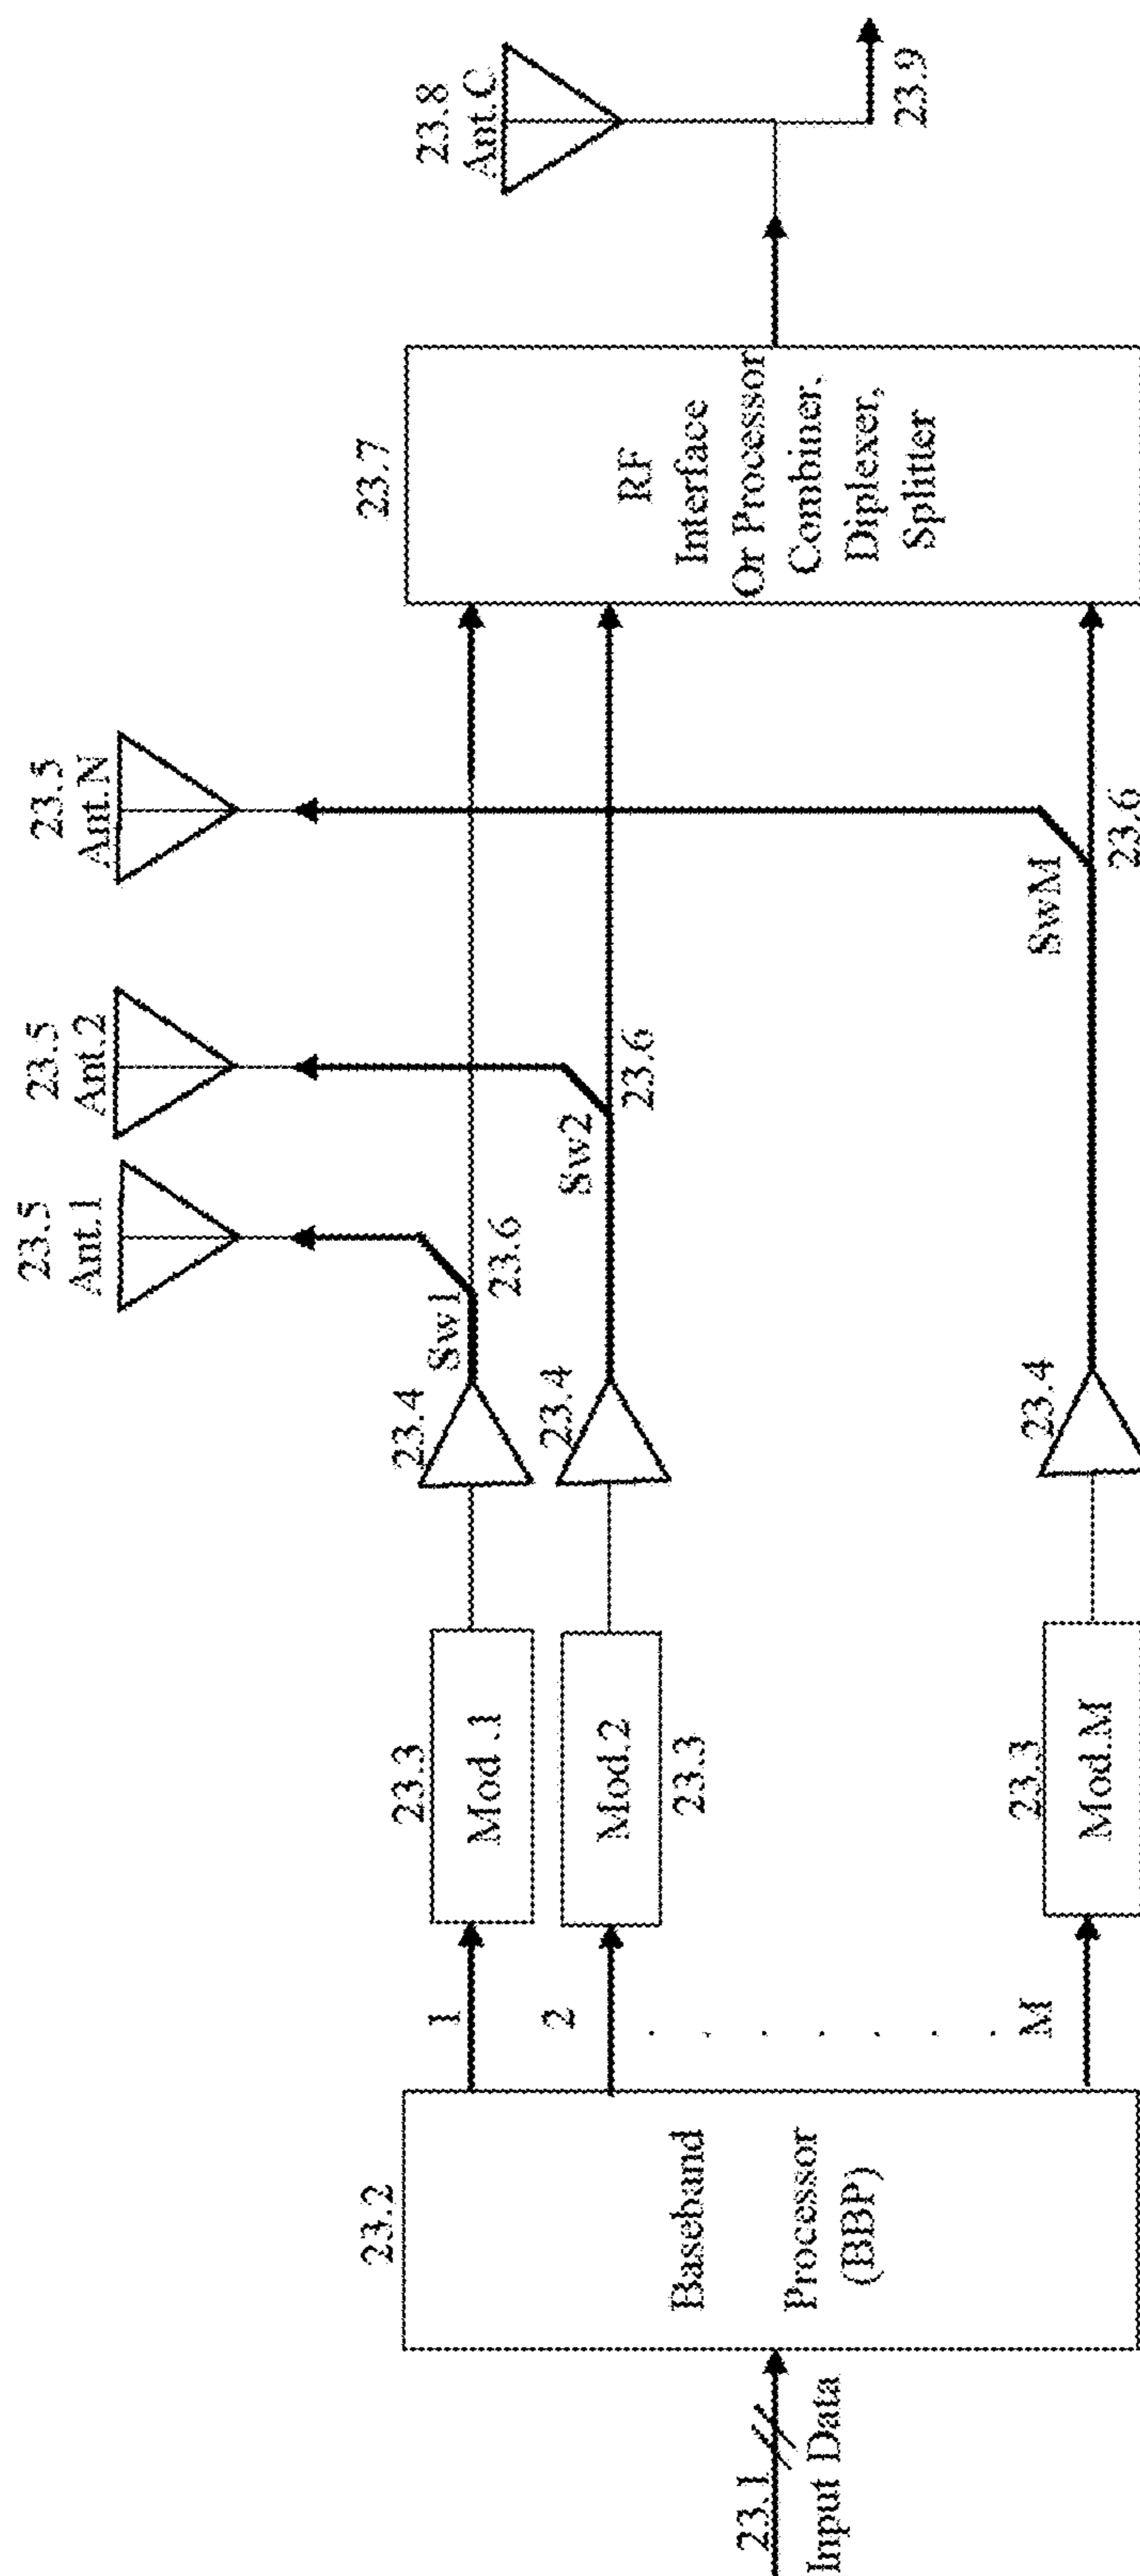 23.1
Input Data
23.2
Baseband
Processor
(BBP)
1
2
M
23.3
Mod .1
Mod.2
23.3
23.3
Mod.M
23.4
23.4
23.4
Sw1
23.6
Sw2
23.6
SwM
23.6
23.5
Ant.1
23.5
Ant.2
23.5
Ant.N
23.7
RF
Interface
Or Processor
Combiner,
Diplexer,
Splitter
23.8
Ant.C
23.9